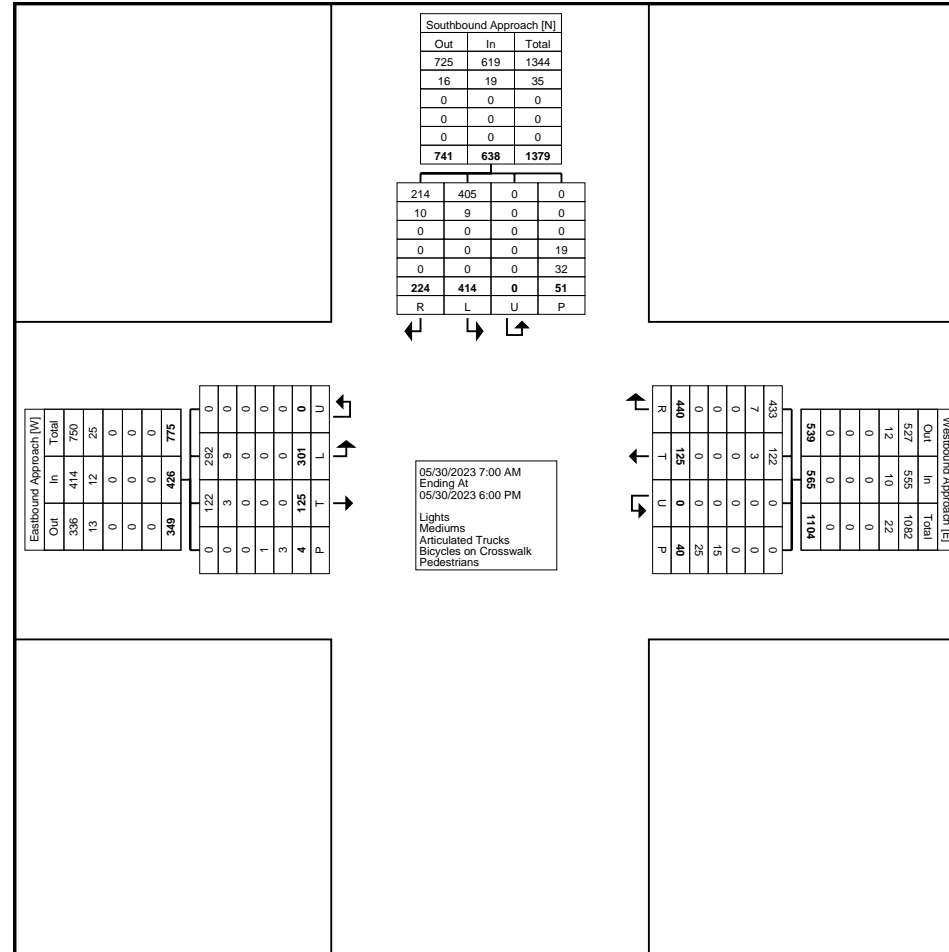 Southbound Approach [N]
Out In Total
725 619 1344
16 19 35
0 0 0
0 0 0
0 0 0
741 638 1379
214 405 0 0
10 9 0 0
0 0 0 0
0 0 0 19
0 0 0 32
224 414 0 51
R L U P
Eastbound Approach [W]
Total 750 25 0 0 0 775
In 414 12 0 0 0 426
Out 336 13 0 0 0 349
0 0 0 0 0 0 U
292 9 0 0 0 301 L
122 3 0 0 0 125 T
0 0 0 1 3 4 P
05/30/2023 7:00 AM
Ending At
05/30/2023 6:00 PM
Lights
Mediums
Articulated Trucks
Bicycles on Crosswalk
Pedestrians
R 440 0 0 0 7 433
T 125 0 0 0 3 122
U 0 0 0 0 0 0
P 40 25 15 0 0 0
Westbound Approach [E]
539 0 0 0 12 527 Out
565 0 0 0 10 555 In
1104 0 0 0 22 1082 Total